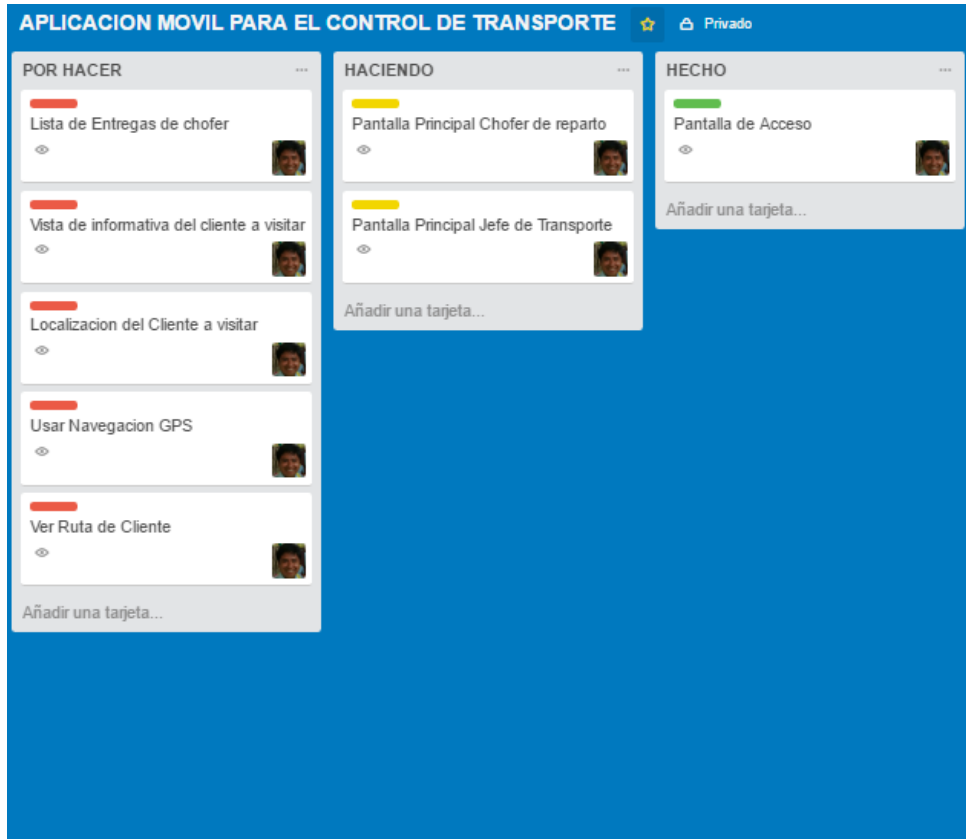 APLICACION MOVIL PARA EL CONTROL DE TRANSPORTE Privado
POR HACER
Lista de Entregas de chofer
Vista de informativa del cliente a visitar
Localizacion del Cliente a visitar
Usar Navegacion GPS
Ver Ruta de Cliente
Añadir una tarjeta...
HACIENDO
Pantalla Principal Chofer de reparto
Pantalla Principal Jefe de Transporte
Añadir una tarjeta...
HECHO
Pantalla de Acceso
Añadir una tarjeta...